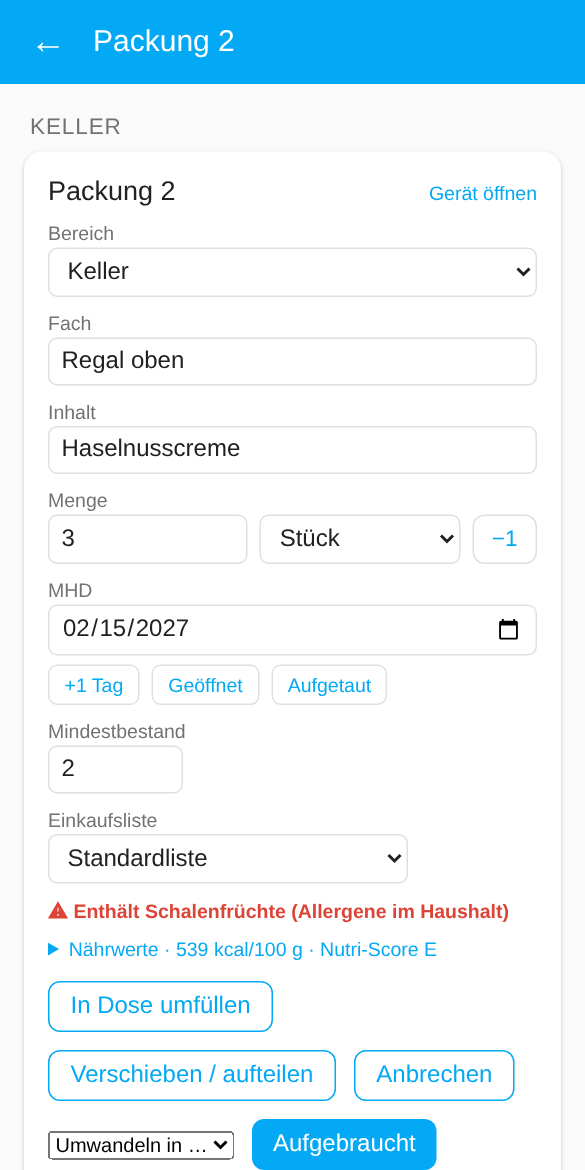 ← Packung 2
KELLER
Packung 2 Gerät öffnen
Bereich
Keller
Fach
Regal oben
Inhalt
Haselnusscreme
Menge
3 Stück −1
MHD
02/15/2027
+1 Tag Geöffnet Aufgetaut
Mindestbestand
2
Einkaufsliste
Standardliste
Enthält Schalenfrüchte (Allergene im Haushalt)
Nährwerte · 539 kcal/100 g · Nutri-Score E
In Dose umfüllen
Verschieben / aufteilen Anbrechen
Umwandeln in … Aufgebraucht